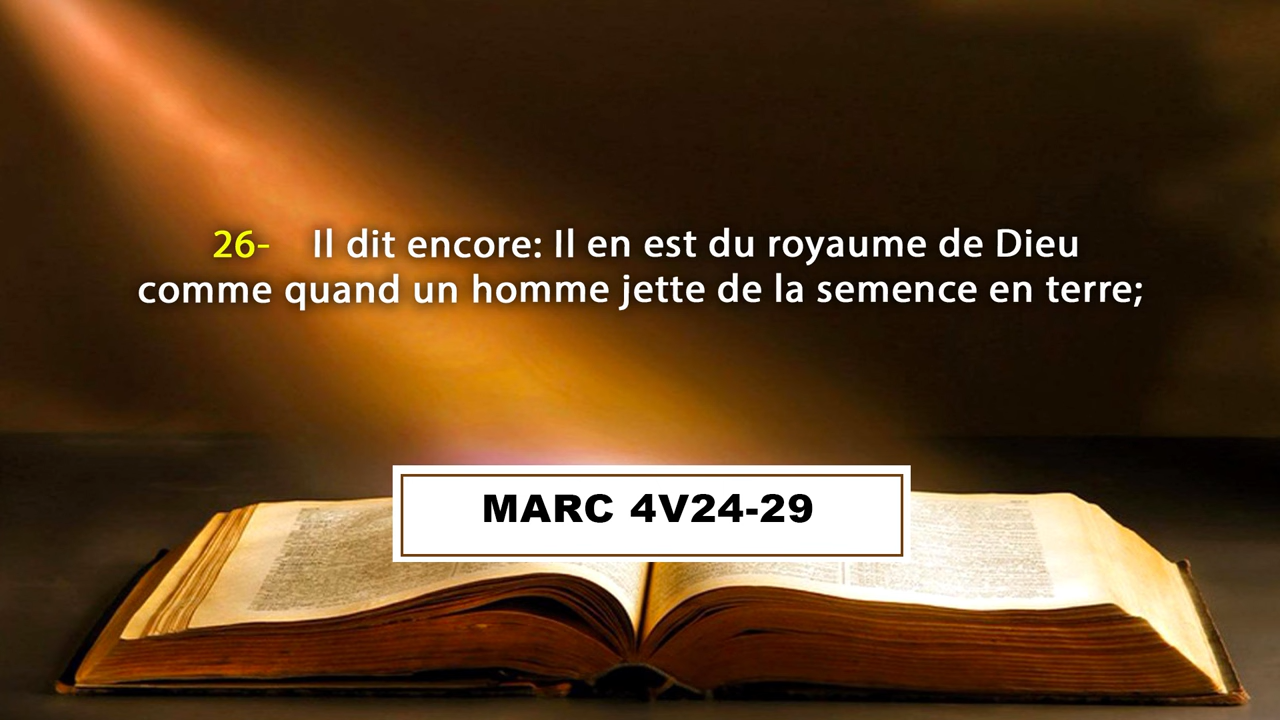 26- Il dit encore: Il en est du royaume de Dieu
comme quand un homme jette de la semence en terre;
MARC 4V24-29